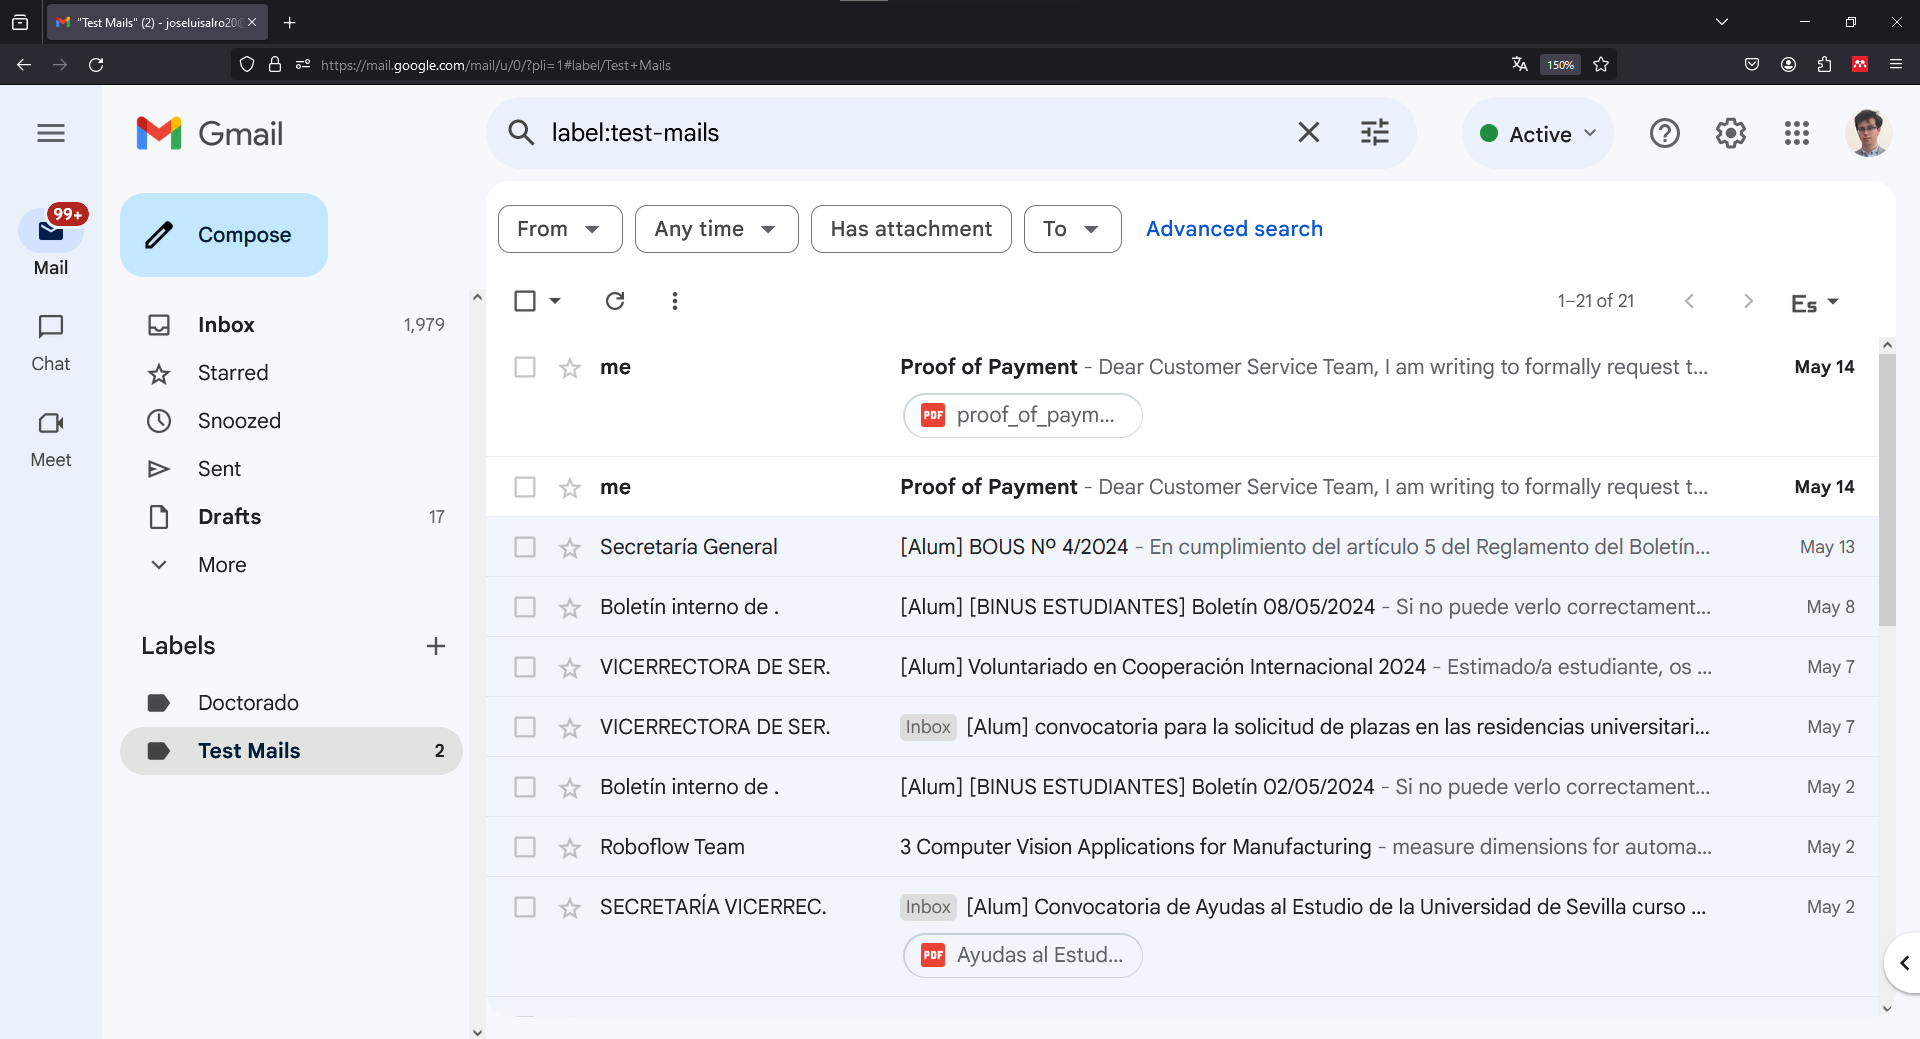 "Test Mails" (2) - joseluisalro20
https://mail.google.com/mail/u/0/?pli=1#label/Test+Mails
150%
Gmail
label:test-mails
Active
99+
Mail
Chat
Meet
Compose
Inbox 1,979
Starred
Snoozed
Sent
Drafts 17
More
Labels
Doctorado
Test Mails 2
From
Any time
Has attachment
To
Advanced search
1–21 of 21
Es
me Proof of Payment - Dear Customer Service Team, I am writing to formally request t... May 14
PDF proof_of_paym...
me Proof of Payment - Dear Customer Service Team, I am writing to formally request t... May 14
Secretaría General [Alum] BOUS Nº 4/2024 - En cumplimiento del artículo 5 del Reglamento del Boletín... May 13
Boletín interno de . [Alum] [BINUS ESTUDIANTES] Boletín 08/05/2024 - Si no puede verlo correctament... May 8
VICERRECTORA DE SER. [Alum] Voluntariado en Cooperación Internacional 2024 - Estimado/a estudiante, os ... May 7
VICERRECTORA DE SER. Inbox [Alum] convocatoria para la solicitud de plazas en las residencias universitari... May 7
Boletín interno de . [Alum] [BINUS ESTUDIANTES] Boletín 02/05/2024 - Si no puede verlo correctament... May 2
Roboflow Team 3 Computer Vision Applications for Manufacturing - measure dimensions for automa... May 2
SECRETARÍA VICERREC. Inbox [Alum] Convocatoria de Ayudas al Estudio de la Universidad de Sevilla curso ... May 2
PDF Ayudas al Estud...